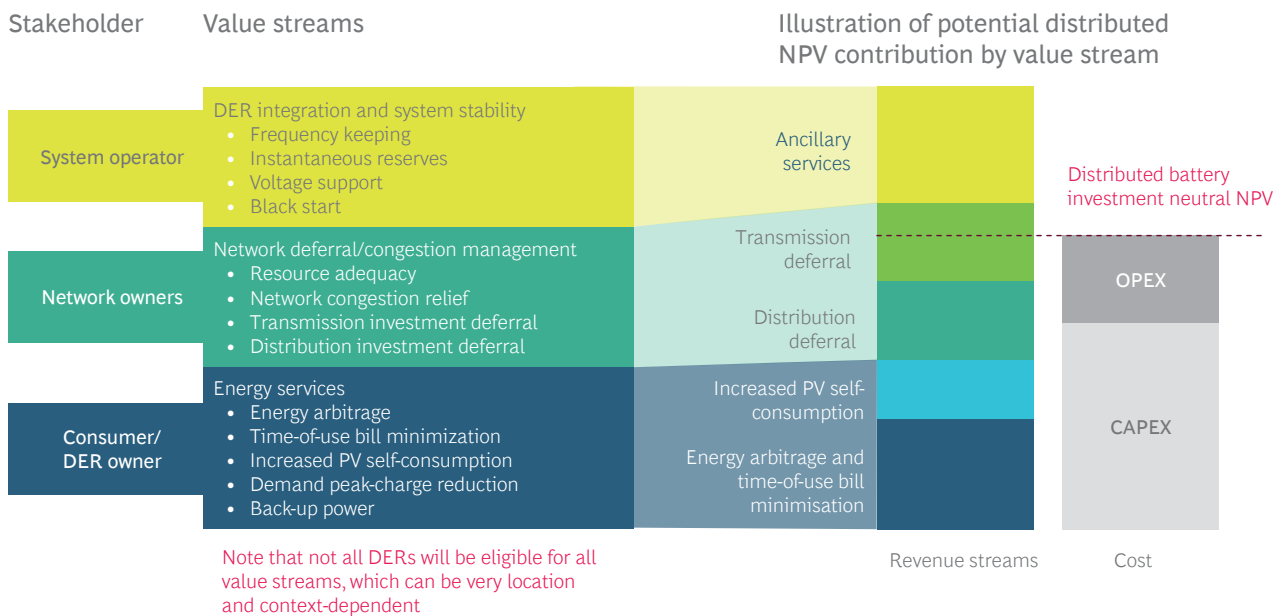 Stakeholder
Value streams
Illustration of potential distributed
NPV contribution by value stream
System operator
DER integration and system stability
• Frequency keeping
• Instantaneous reserves
• Voltage support
• Black start
Ancillary
services
Distributed battery
investment neutral NPV
Network owners
Network deferral/congestion management
• Resource adequacy
• Network congestion relief
• Transmission investment deferral
• Distribution investment deferral
Transmission
deferral
Distribution
deferral
OPEX
Consumer/
DER owner
Energy services
• Energy arbitrage
• Time-of-use bill minimization
• Increased PV self-consumption
• Demand peak-charge reduction
• Back-up power
Increased PV self-
consumption
Energy arbitrage and
time-of-use bill
minimisation
CAPEX
Note that not all DERs will be eligible for all
value streams, which can be very location
and context-dependent
Revenue streams
Cost